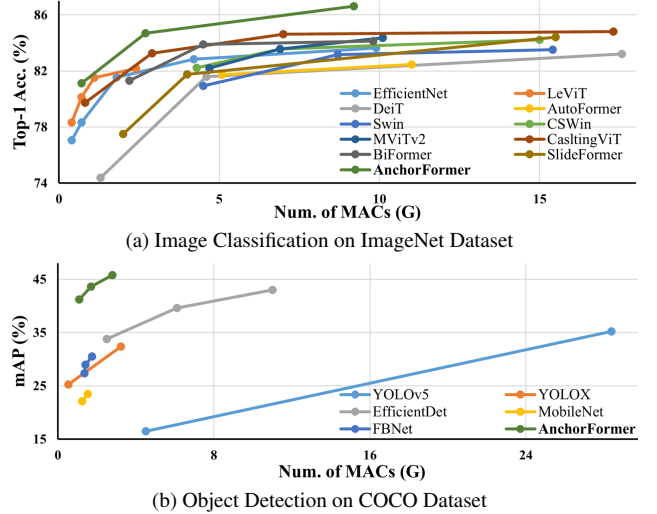 86
82
78
74
Top-1 Acc. (%)
EfficientNet
LeViT
DeiT
AutoFormer
Swin
CSWin
MViTv2
CasltingViT
BiFormer
SlideFormer
AnchorFormer
0 5 10 15
Num. of MACs (G)
(a) Image Classification on ImageNet Dataset
45
35
25
15
mAP (%)
YOLOv5
YOLOX
EfficientDet
MobileNet
FBNet
AnchorFormer
0 8 16 24
Num. of MACs (G)
(b) Object Detection on COCO Dataset